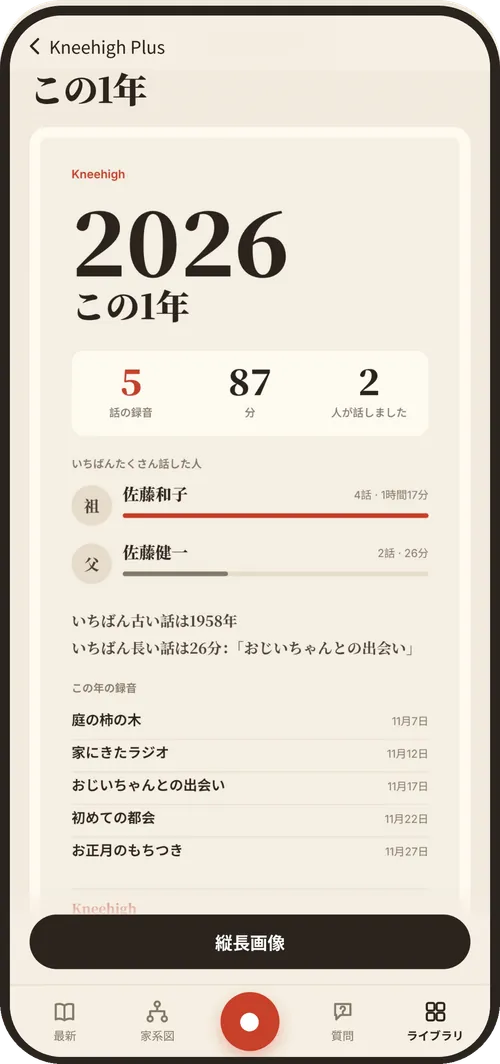 Kneehigh Plus
この1年
Kneehigh
2026
この1年
5 87 2
話の録音 分 人が話しました
いちばんたくさん話した人
祖 佐藤和子 4話 · 1時間17分
父 佐藤健一 2話 · 26分
いちばん古い話は1958年
いちばん長い話は26分：「おじいちゃんとの出会い」
この年の録音
庭の柿の木 11月7日
家にきたラジオ 11月12日
おじいちゃんとの出会い 11月17日
初めての都会 11月22日
お正月のもちつき 11月27日
Kneehigh
縦長画像
最新 家系図 質問 ライブラリ